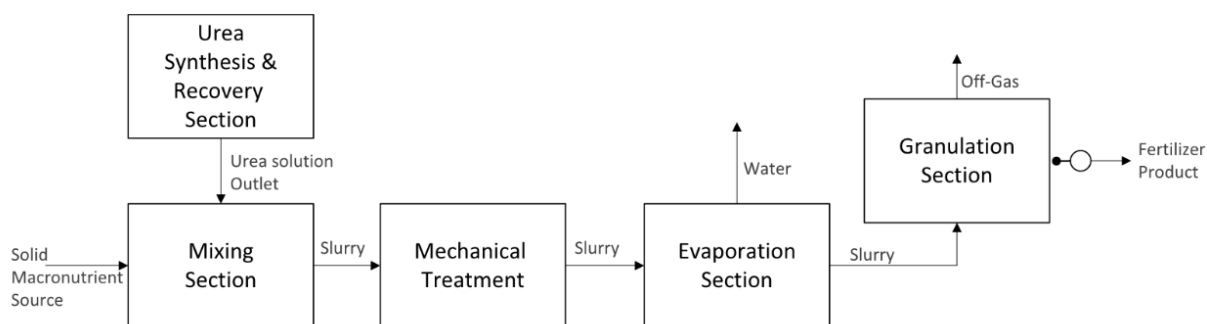 Urea
Synthesis &
Recovery
Section
Urea solution
Outlet
Solid
Macronutrient
Source
Mixing
Section
Slurry
Mechanical
Treatment
Slurry
Water
Evaporation
Section
Slurry
Off-Gas
Granulation
Section
Fertilizer
Product